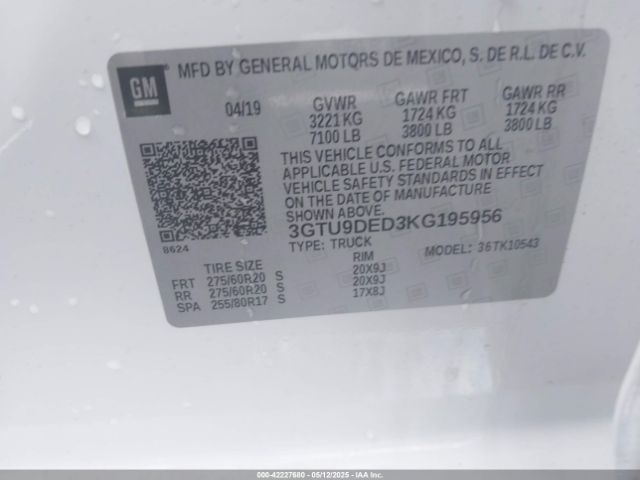 GM
MFD BY GENERAL MOTORS DE MEXICO, S. DE R.L. DE C.V.
04/19
GVWR GAWR FRT GAWR RR
3221 KG 1724 KG 1724 KG
7100 LB 3800 LB 3800 LB
THIS VEHICLE CONFORMS TO ALL
APPLICABLE U.S. FEDERAL MOTOR
VEHICLE SAFETY STANDARDS IN EFFECT
ON THE DATE OF MANUFACTURE
SHOWN ABOVE.
3GTU9DED3KG195956
8624
TYPE: TRUCK MODEL: 36TK10543
TIRE SIZE RIM
FRT 275/60R20 S 20X9J
RR 275/60R20 S 20X9J
SPA 255/80R17 S 17X8J
000-42227680 - 05/12/2025 - IAA Inc.